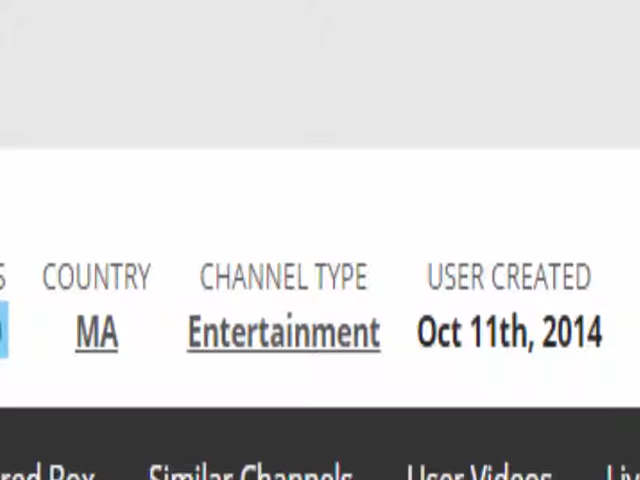 COUNTRY CHANNEL TYPE USER CREATED
MA Entertainment Oct 11th, 2014
Similar Channels User Videos